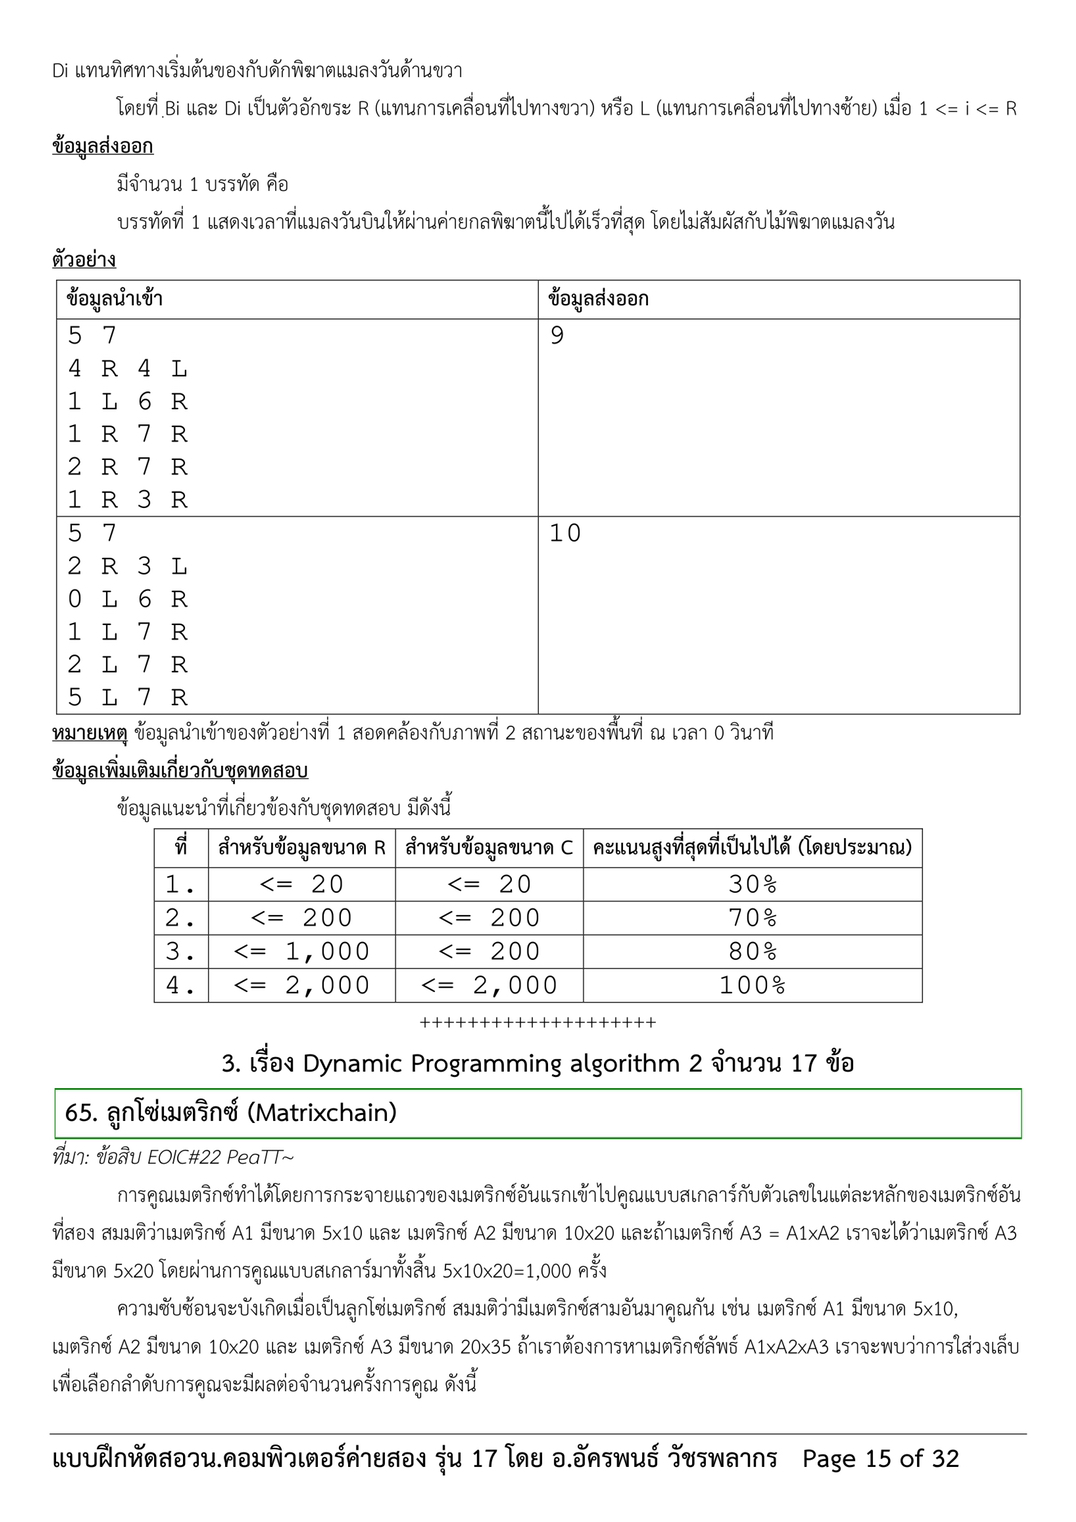 Di แทนทิศทางเริ่มต้นของกับดักพิฆาตแมลงวันด้านขวา
โดยที่ Bi และ Di เป็นตัวอักขระ R (แทนการเคลื่อนที่ไปทางขวา) หรือ L (แทนการเคลื่อนที่ไปทางซ้าย) เมื่อ 1 <= i <= R
ข้อมูลส่งออก
มีจำนวน 1 บรรทัด คือ
บรรทัดที่ 1 แสดงเวลาที่แมลงวันบินให้ผ่านค่ายกลพิฆาตนี้ไปได้เร็วที่สุด โดยไม่สัมผัสกับไม้พิฆาตแมลงวัน
ตัวอย่าง
ข้อมูลนำเข้า ข้อมูลส่งออก
5 7 9
4 R 4 L
1 L 6 R
1 R 7 R
2 R 7 R
1 R 3 R
5 7 10
2 R 3 L
0 L 6 R
1 L 7 R
2 L 7 R
5 L 7 R
หมายเหตุ ข้อมูลนำเข้าของตัวอย่างที่ 1 สอดคล้องกับภาพที่ 2 สถานะของพื้นที่ ณ เวลา 0 วินาที
ข้อมูลเพิ่มเติมเกี่ยวกับชุดทดสอบ
ข้อมูลแนะนำที่เกี่ยวข้องกับชุดทดสอบ มีดังนี้
ที่ สำหรับข้อมูลขนาด R สำหรับข้อมูลขนาด C คะแนนสูงที่สุดที่เป็นไปได้ (โดยประมาณ)
1. <= 20 <= 20 30%
2. <= 200 <= 200 70%
3. <= 1,000 <= 200 80%
4. <= 2,000 <= 2,000 100%
++++++++++++++++++++
3. เรื่อง Dynamic Programming algorithm 2 จำนวน 17 ข้อ
65. ลูกโซ่เมตริกซ์ (Matrixchain)
ที่มา: ข้อสิบ EOIC#22 PeaTT~
การคูณเมตริกซ์ทำได้โดยการกระจายแถวของเมตริกซ์อันแรกเข้าไปคูณแบบสเกลาร์กับตัวเลขในแต่ละหลักของเมตริกซ์อัน
ที่สอง สมมติว่าเมตริกซ์ A1 มีขนาด 5x10 และ เมตริกซ์ A2 มีขนาด 10x20 และถ้าเมตริกซ์ A3 = A1xA2 เราจะได้ว่าเมตริกซ์ A3
มีขนาด 5x20 โดยผ่านการคูณแบบสเกลาร์มาทั้งสิ้น 5x10x20=1,000 ครั้ง
ความซับซ้อนจะบังเกิดเมื่อเป็นลูกโซ่เมตริกซ์ สมมติว่ามีเมตริกซ์สามอันมาคูณกัน เช่น เมตริกซ์ A1 มีขนาด 5x10,
เมตริกซ์ A2 มีขนาด 10x20 และ เมตริกซ์ A3 มีขนาด 20x35 ถ้าเราต้องการหาเมตริกซ์ลัพธ์ A1xA2xA3 เราจะพบว่าการใส่วงเล็บ
เพื่อเลือกลำดับการคูณจะมีผลต่อจำนวนครั้งการคูณ ดังนี้
แบบฝึกหัดสอวน.คอมพิวเตอร์ค่ายสอง รุ่น 17 โดย อ.อัครพนธ์ วัชรพลากร Page 15 of 32